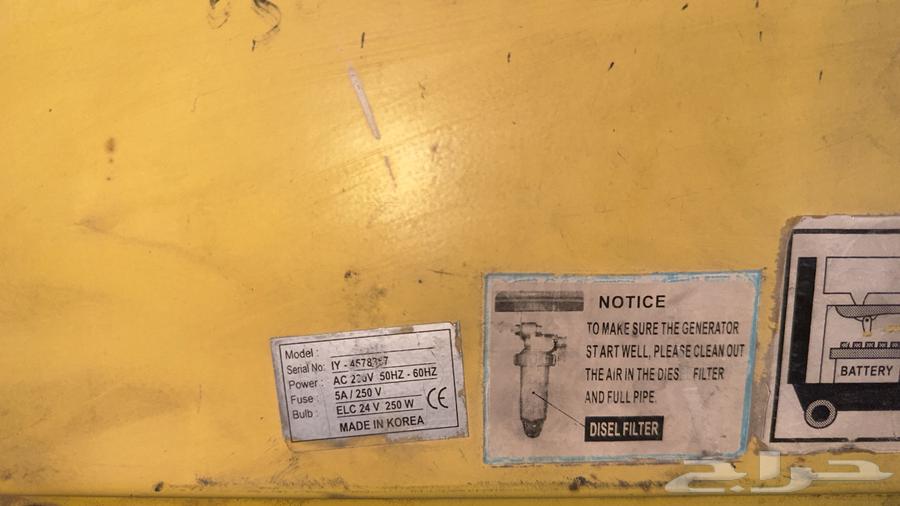 Model :
Serial No:
Power : AC 220V 50HZ - 60HZ
Fuse : 5A / 250 V
Bulb : ELC 24 V 250 W
CE
MADE IN KOREA
NOTICE
TO MAKE SURE THE GENERATOR
START WELL, PLEASE CLEAN OUT
THE AIR IN THE DIES FILTER
AND FULL PIPE.
DISEL FILTER
BATTERY
حراج